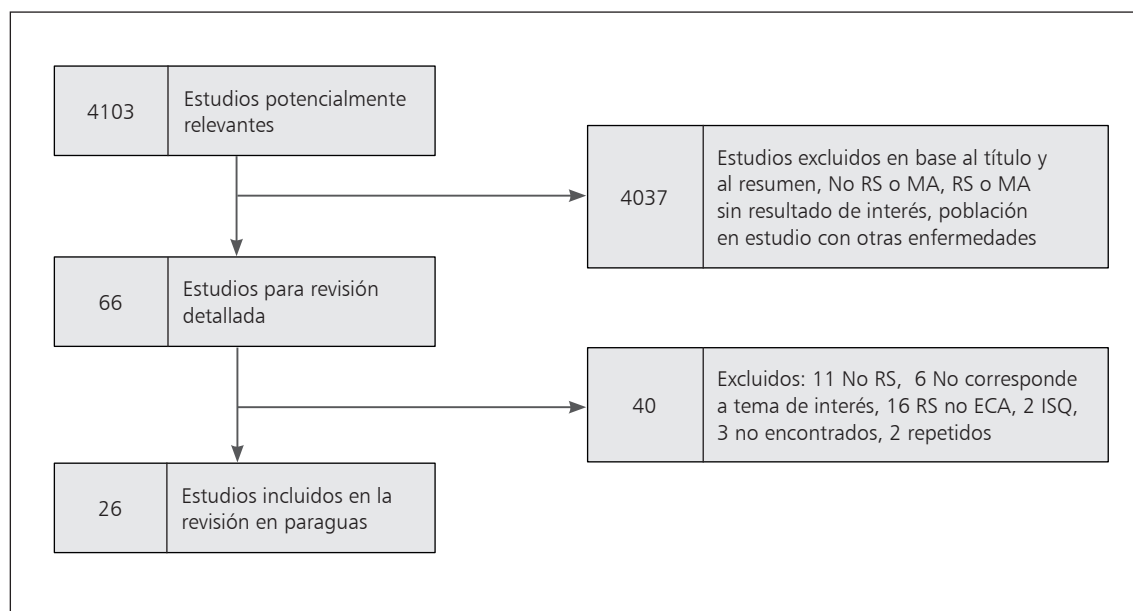 4103
Estudios potencialmente
relevantes
4037
Estudios excluidos en base al título y
al resumen, No RS o MA, RS o MA
sin resultado de interés, población
en estudio con otras enfermedades
66
Estudios para revisión
detallada
40
Excluidos: 11 No RS, 6 No corresponde
a tema de interés, 16 RS no ECA, 2 ISQ,
3 no encontrados, 2 repetidos
26
Estudios incluidos en la
revisión en paraguas